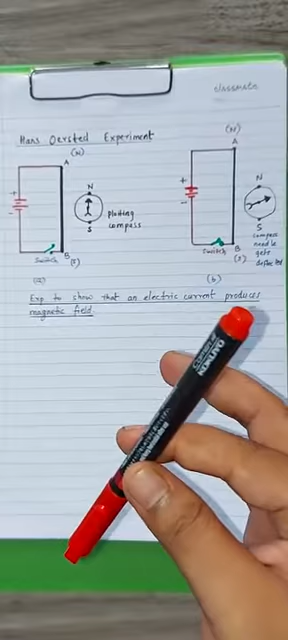 classmate
Hans Oersted Experiment
(N)
A
+
-
N
S
Plotting
compass
Switch
B
(S)
(a)
(N)
A
+
-
N
S
compass
needle
gets
deflected
Switch
B
(S)
(b)
Exp to show that an electric current produces
magnetic field.